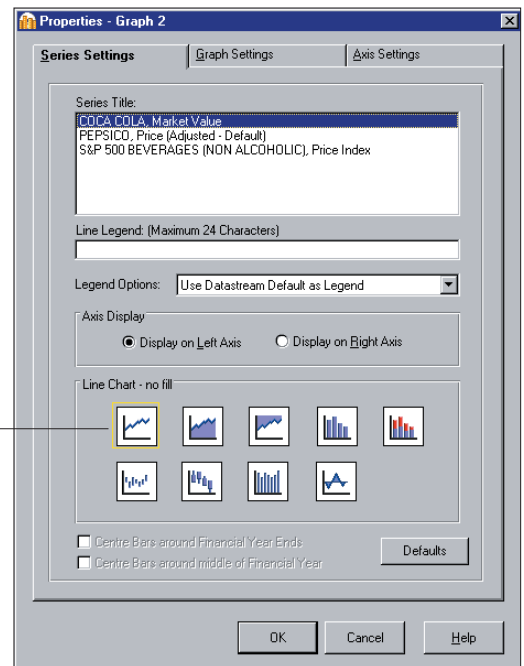 Properties - Graph 2
Series Settings
Graph Settings
Axis Settings
Series Title:
COCA COLA, Market Value
PEPSICO, Price (Adjusted - Default)
S&P 500 BEVERAGES (NON ALCOHOLIC), Price Index
Line Legend: (Maximum 24 Characters)
Legend Options:
Use Datastream Default as Legend
Axis Display
Display on Left Axis
Display on Right Axis
Line Chart - no fill
Centre Bars around Financial Year Ends
Centre Bars around middle of Financial Year
Defaults
OK
Cancel
Help